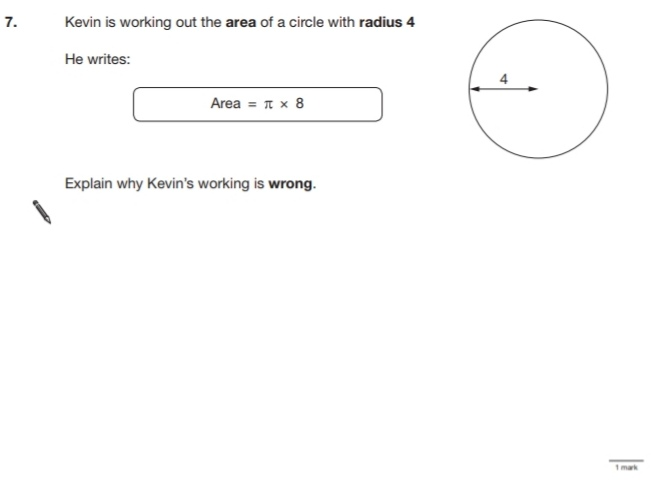 7. Kevin is working out the area of a circle with radius 4
He writes:
4
Area = π × 8
Explain why Kevin's working is wrong.
1 mark